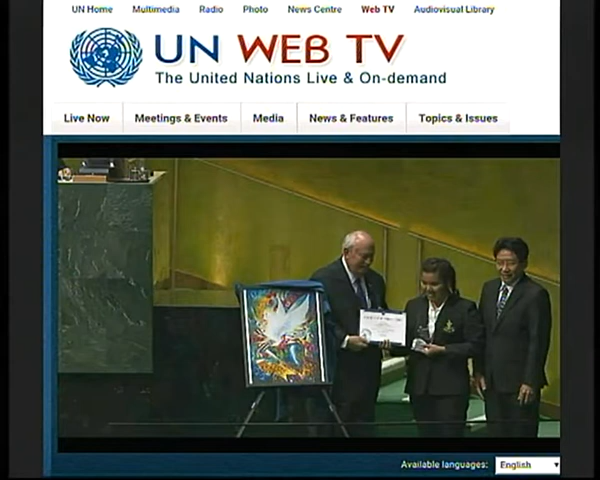 UN Home Multimedia Radio Photo News Centre Web TV Audiovisual Library
UN WEB TV
The United Nations Live & On-demand
Live Now Meetings & Events Media News & Features Topics & Issues
Available languages: English